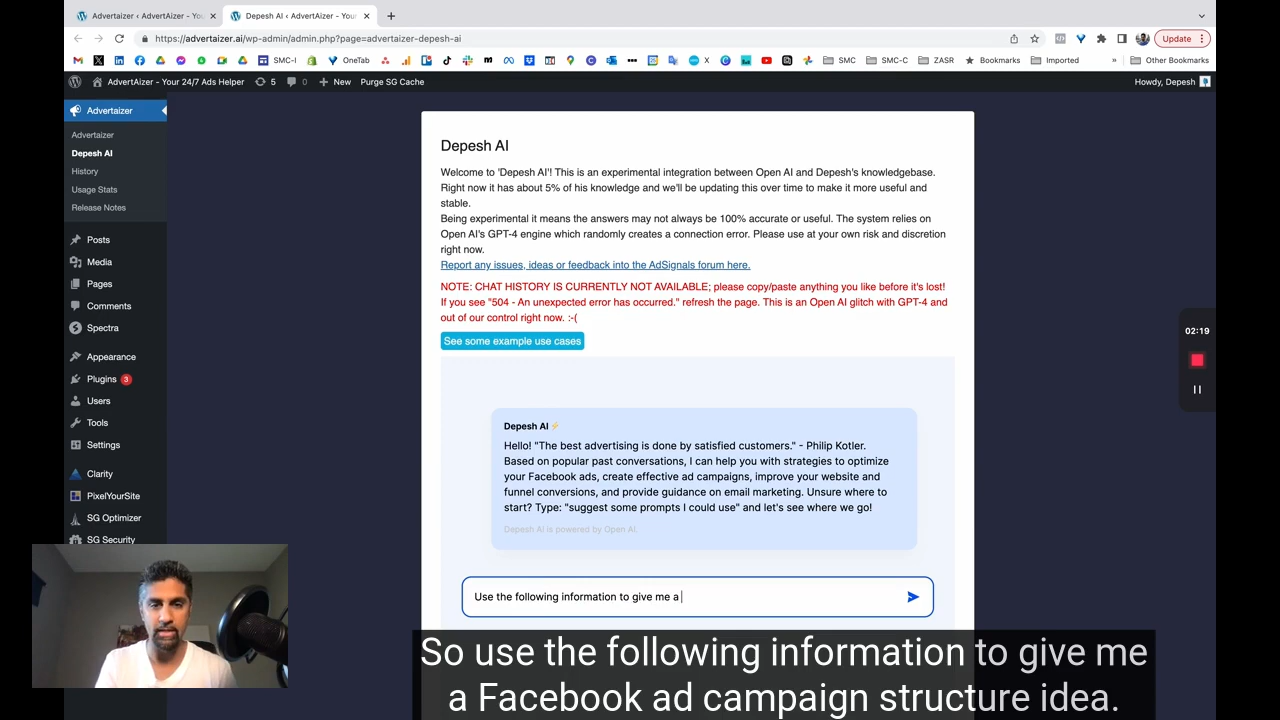 Advertaizer ‹ AdvertAizer - Yo
Depesh AI ‹ AdvertAizer - Your
https://advertaizer.ai/wp-admin/admin.php?page=advertaizer-depesh-ai
Update
SMC-I
OneTab
X
SMC
SMC-C
ZASR
Bookmarks
Imported
»
Other Bookmarks
AdvertAizer - Your 24/7 Ads Helper
5
0
New
Purge SG Cache
Howdy, Depesh
Advertaizer
Advertaizer
Depesh AI
History
Usage Stats
Release Notes
Posts
Media
Pages
Comments
Spectra
Appearance
Plugins 3
Users
Tools
Settings
Clarity
PixelYourSite
SG Optimizer
SG Security
Depesh AI
Welcome to 'Depesh AI'! This is an experimental integration between Open AI and Depesh's knowledgebase.
Right now it has about 5% of his knowledge and we'll be updating this over time to make it more useful and
stable.
Being experimental it means the answers may not always be 100% accurate or useful. The system relies on
Open AI's GPT-4 engine which randomly creates a connection error. Please use at your own risk and discretion
right now.
Report any issues, ideas or feedback into the AdSignals forum here.
NOTE: CHAT HISTORY IS CURRENTLY NOT AVAILABLE; please copy/paste anything you like before it's lost!
If you see "504 - An unexpected error has occurred." refresh the page. This is an Open AI glitch with GPT-4 and
out of our control right now. :-(
See some example use cases
Depesh AI⚡
Hello! "The best advertising is done by satisfied customers." - Philip Kotler.
Based on popular past conversations, I can help you with strategies to optimize
your Facebook ads, create effective ad campaigns, improve your website and
funnel conversions, and provide guidance on email marketing. Unsure where to
start? Type: "suggest some prompts I could use" and let's see where we go!
Depesh AI is powered by Open AI.
Use the following information to give me a
02:19
So use the following information to give me
a Facebook ad campaign structure idea.